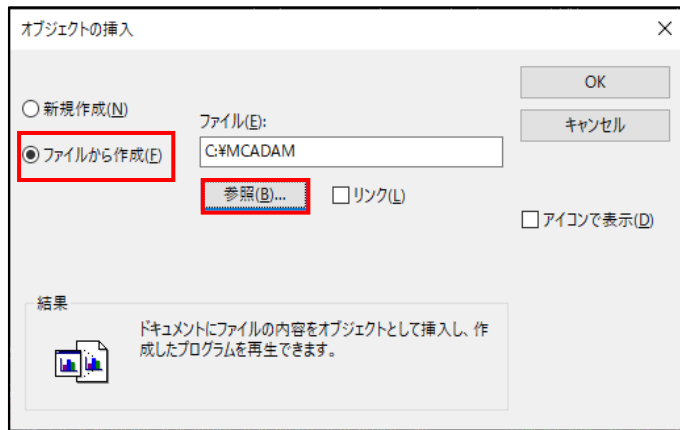 オブジェクトの挿入
新規作成(N)
ファイルから作成(F)
ファイル(E):
C:¥MCADAM
参照(B)...
リンク(L)
OK
キャンセル
アイコンで表示(D)
結果
ドキュメントにファイルの内容をオブジェクトとして挿入し、作
成したプログラムを再生できます。